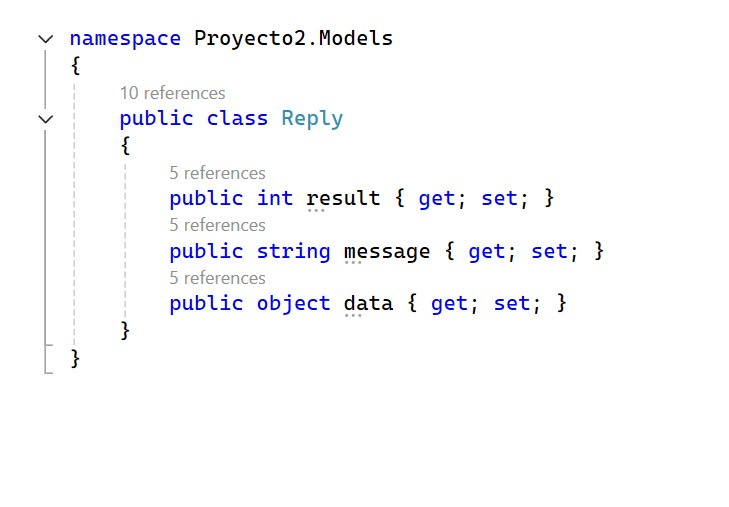 namespace Proyecto2.Models
{
10 references
public class Reply
{
5 references
public int result { get; set; }
5 references
public string message { get; set; }
5 references
public object data { get; set; }
}
}